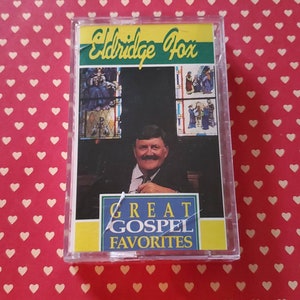 Eldridge Fox
GREAT
GOSPEL
FAVORITES